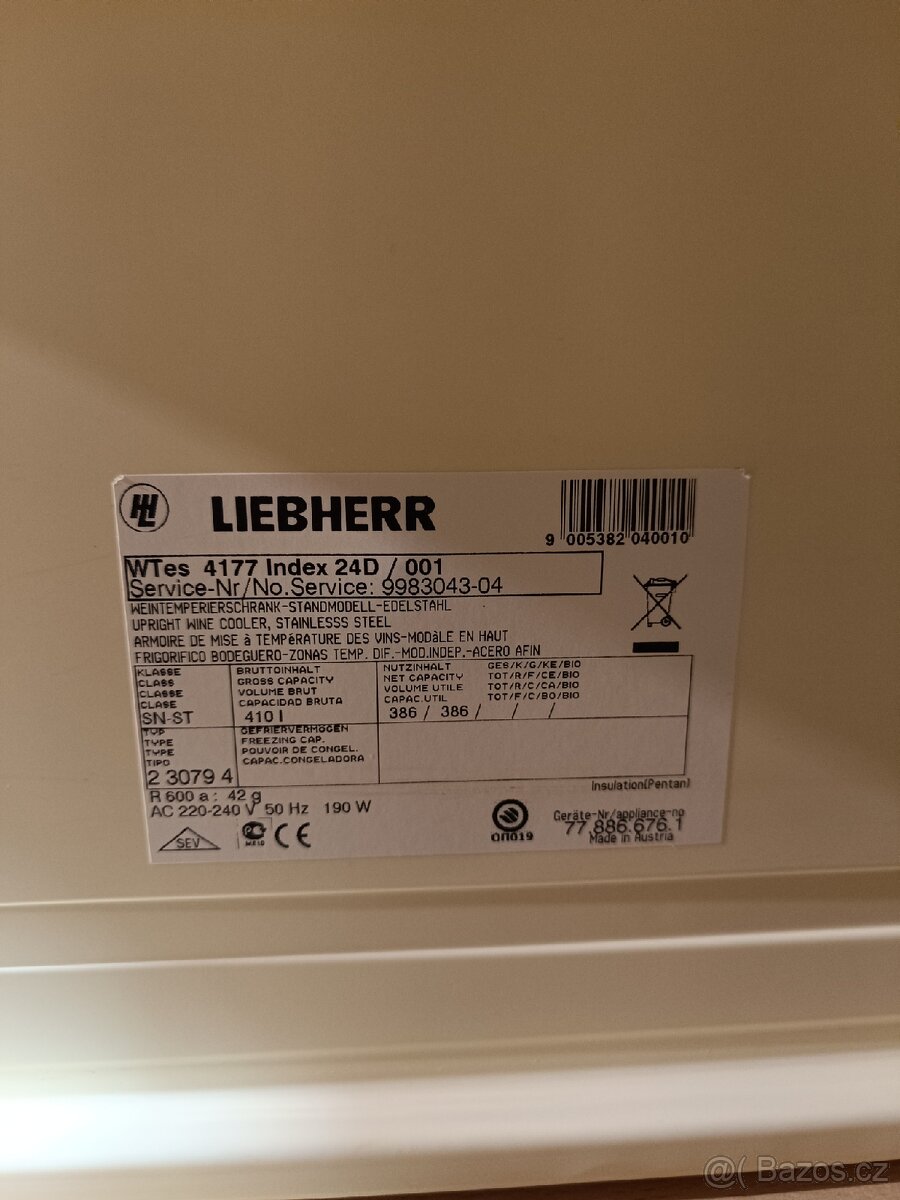 HL LIEBHERR
9 005382 040010
WTes 4177 Index 24D / 001
Service-Nr/No.Service: 9983043-04
WEINTEMPERIERSCHRANK-STANDMODELL-EDELSTAHL
UPRIGHT WINE COOLER, STAINLESSS STEEL
ARMOIRE DE MISE à TEMPéRATURE DES VINS-MODèLE EN HAUT
FRIGORIFICO BODEGUERO-ZONAS TEMP. DIF.-MOD.INDEP.-ACERO AFIN
KLASSE
CLASS
CLASSE
CLASE
SN-ST
BRUTTOINHALT
GROSS CAPACITY
VOLUME BRUT
CAPACIDAD BRUTA
410 l
NUTZINHALT GES/K/G/KE/BIO
NET CAPACITY TOT/R/F/CE/BIO
VOLUME UTILE TOT/R/C/CA/BIO
CAPAC.UTIL TOT/F/C/BO/BIO
386 / 386 / / /
TYP
TYPE
TYPE
TIPO
2 3079 4
GEFRIERVERMÖGEN
FREEZING CAP.
POUVOIR DE CONGEL.
CAPAC.CONGELADORA
Insulation(Pentan)
R 600 a : 42 g
AC 220-240 V 50 Hz 190 W
Geräte-Nr/appliance-no
77.886.676.1
Made in Austria
SEV
CE
ОП019
@( Bazos.cz